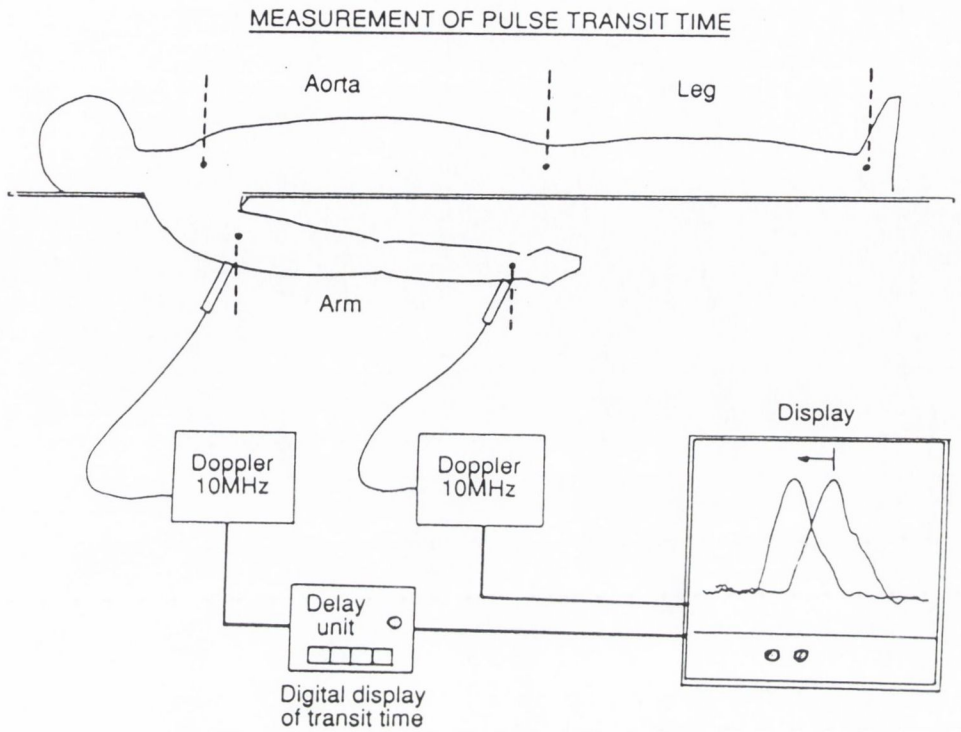 MEASUREMENT OF PULSE TRANSIT TIME
Aorta
Leg
Arm
Display
Doppler
10MHz
Doppler
10MHz
Delay
unit
Digital display
of transit time